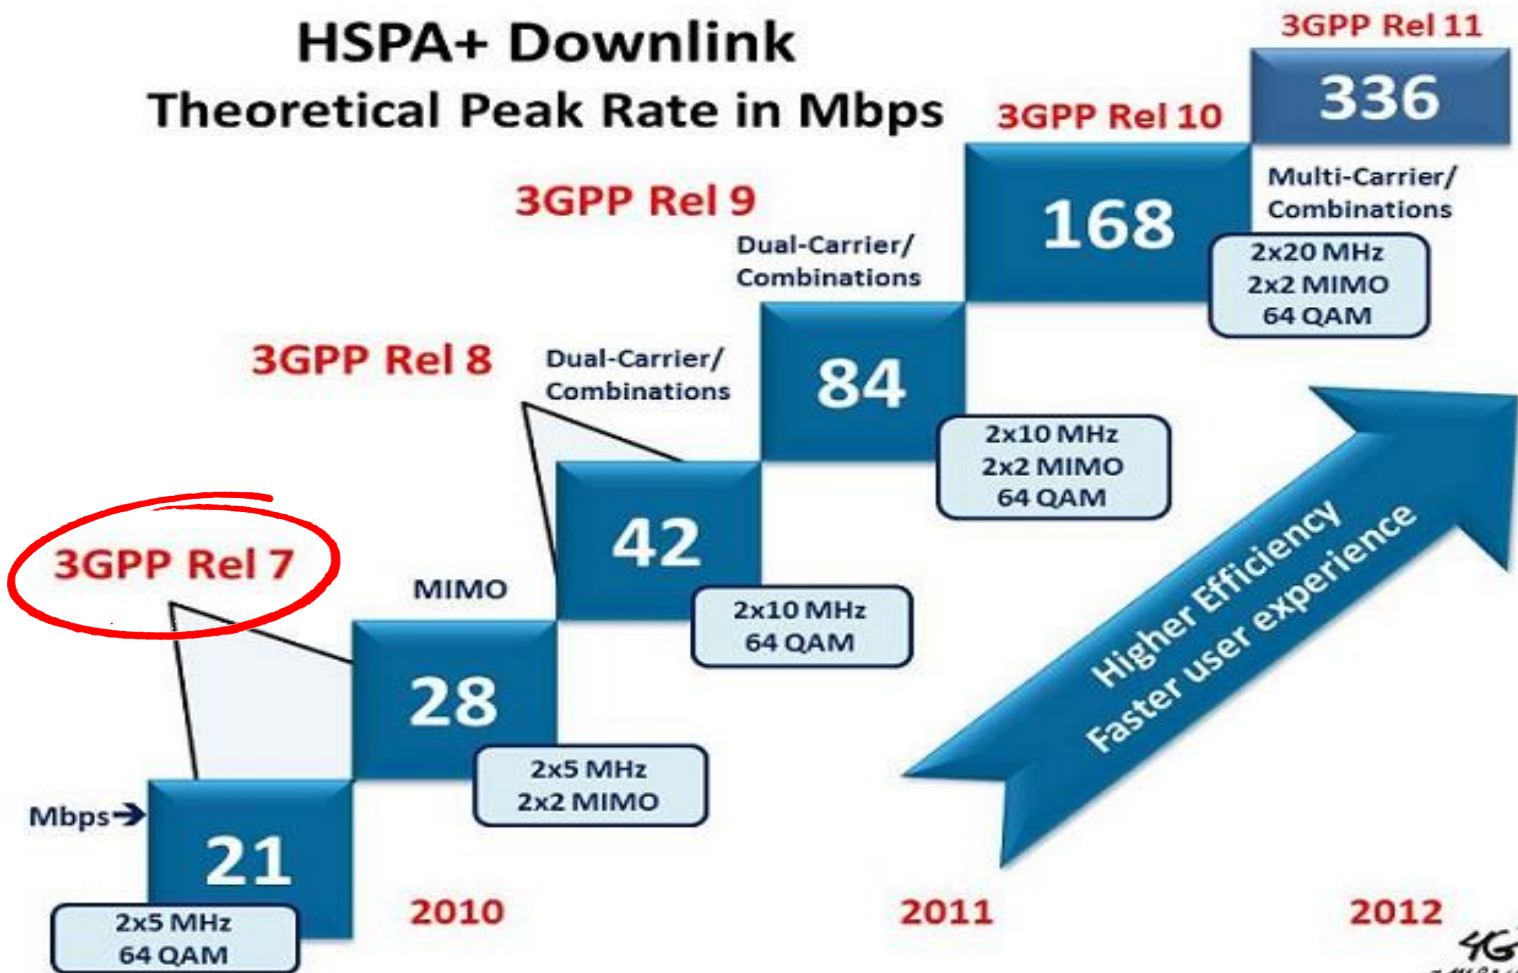 HSPA+ Downlink
Theoretical Peak Rate in Mbps
3GPP Rel 11
336
3GPP Rel 10
168
Multi-Carrier/
Combinations
2x20 MHz
2x2 MIMO
64 QAM
3GPP Rel 9
Dual-Carrier/
Combinations
84
2x10 MHz
2x2 MIMO
64 QAM
3GPP Rel 8
Dual-Carrier/
Combinations
42
2x10 MHz
64 QAM
3GPP Rel 7
MIMO
28
2x5 MHz
2x2 MIMO
Mbps
21
2x5 MHz
64 QAM
Higher Efficiency
Faster user experience
2010
2011
2012
4G